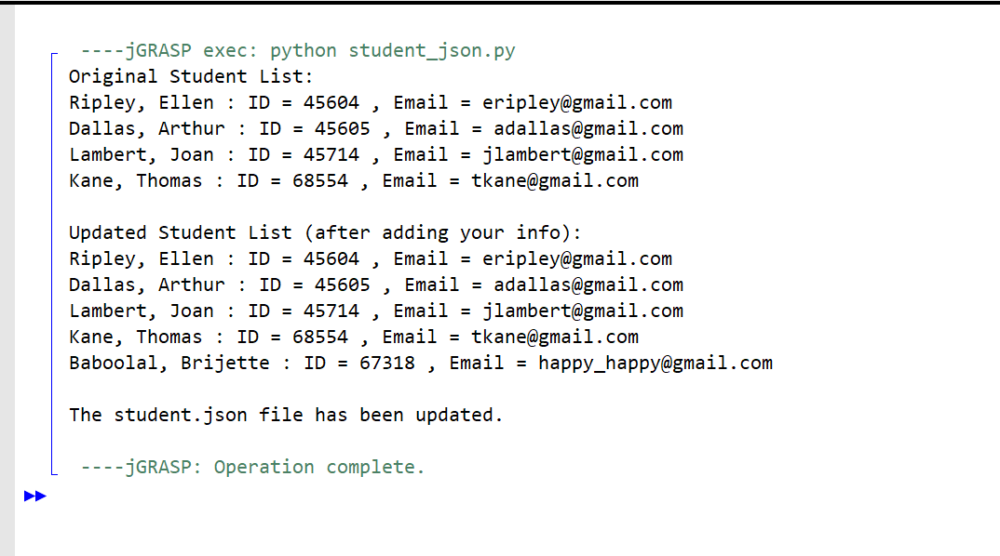 ----jGRASP exec: python student_json.py
Original Student List:
Ripley, Ellen : ID = 45604 , Email = eripley@gmail.com
Dallas, Arthur : ID = 45605 , Email = adallas@gmail.com
Lambert, Joan : ID = 45714 , Email = jlambert@gmail.com
Kane, Thomas : ID = 68554 , Email = tkane@gmail.com
Updated Student List (after adding your info):
Ripley, Ellen : ID = 45604 , Email = eripley@gmail.com
Dallas, Arthur : ID = 45605 , Email = adallas@gmail.com
Lambert, Joan : ID = 45714 , Email = jlambert@gmail.com
Kane, Thomas : ID = 68554 , Email = tkane@gmail.com
Baboolal, Brijette : ID = 67318 , Email = happy_happy@gmail.com
The student.json file has been updated.
----jGRASP: Operation complete.